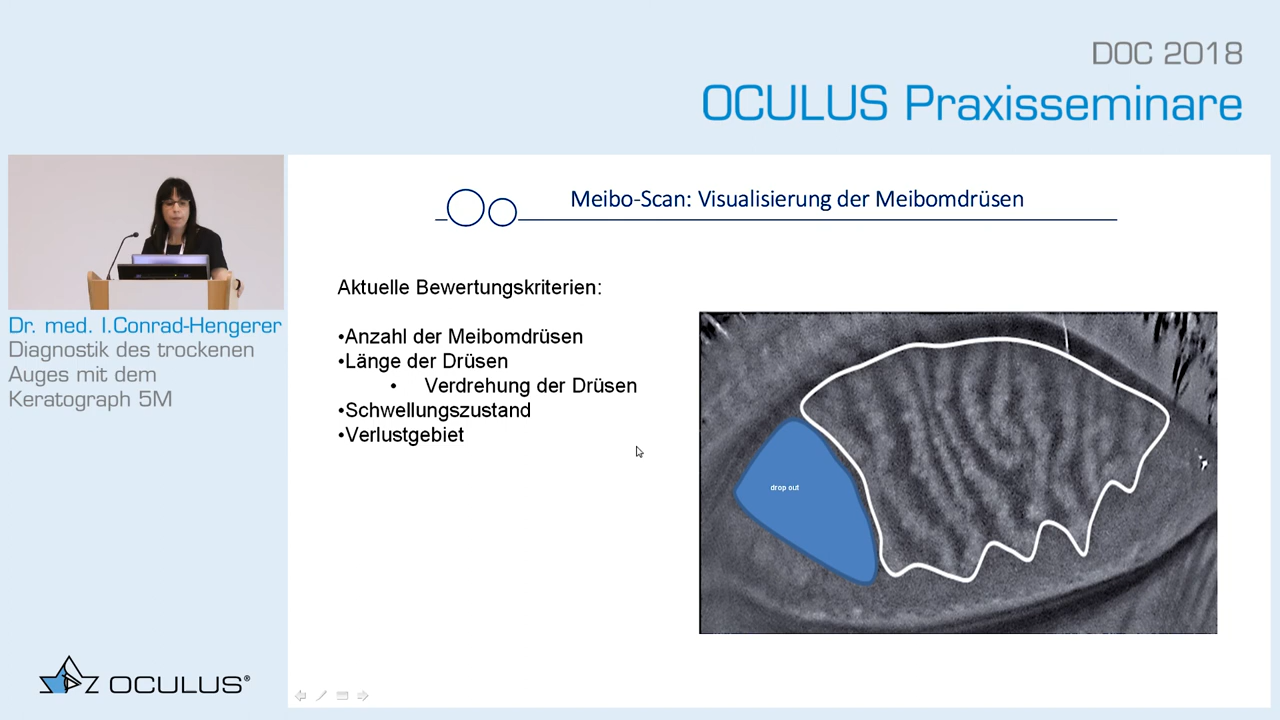 DOC 2018
OCULUS Praxisseminare
Meibo-Scan: Visualisierung der Meibomdrüsen
Aktuelle Bewertungskriterien:
•Anzahl der Meibomdrüsen
•Länge der Drüsen
• Verdrehung der Drüsen
•Schwellungszustand
•Verlustgebiet
drop out
Dr. med. I.Conrad-Hengerer
Diagnostik des trockenen
Auges mit dem
Keratograph 5M
OCULUS®